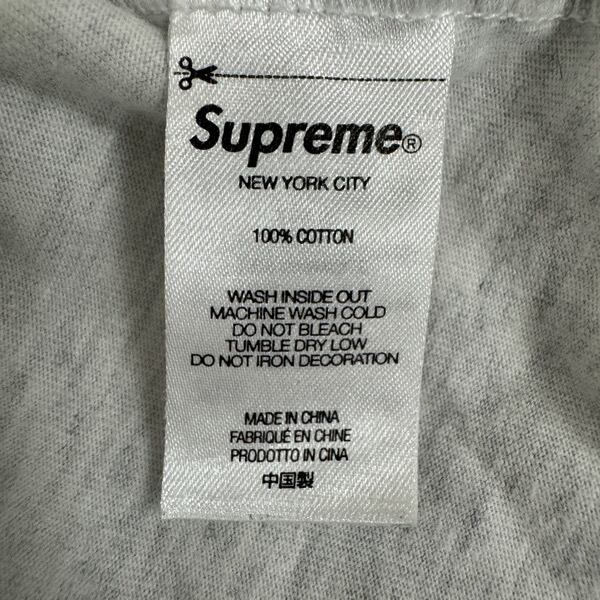 Supreme®
NEW YORK CITY
100% COTTON
WASH INSIDE OUT
MACHINE WASH COLD
DO NOT BLEACH
TUMBLE DRY LOW
DO NOT IRON DECORATION
MADE IN CHINA
FABRIQUÉ EN CHINE
PRODOTTO IN CINA
中国製